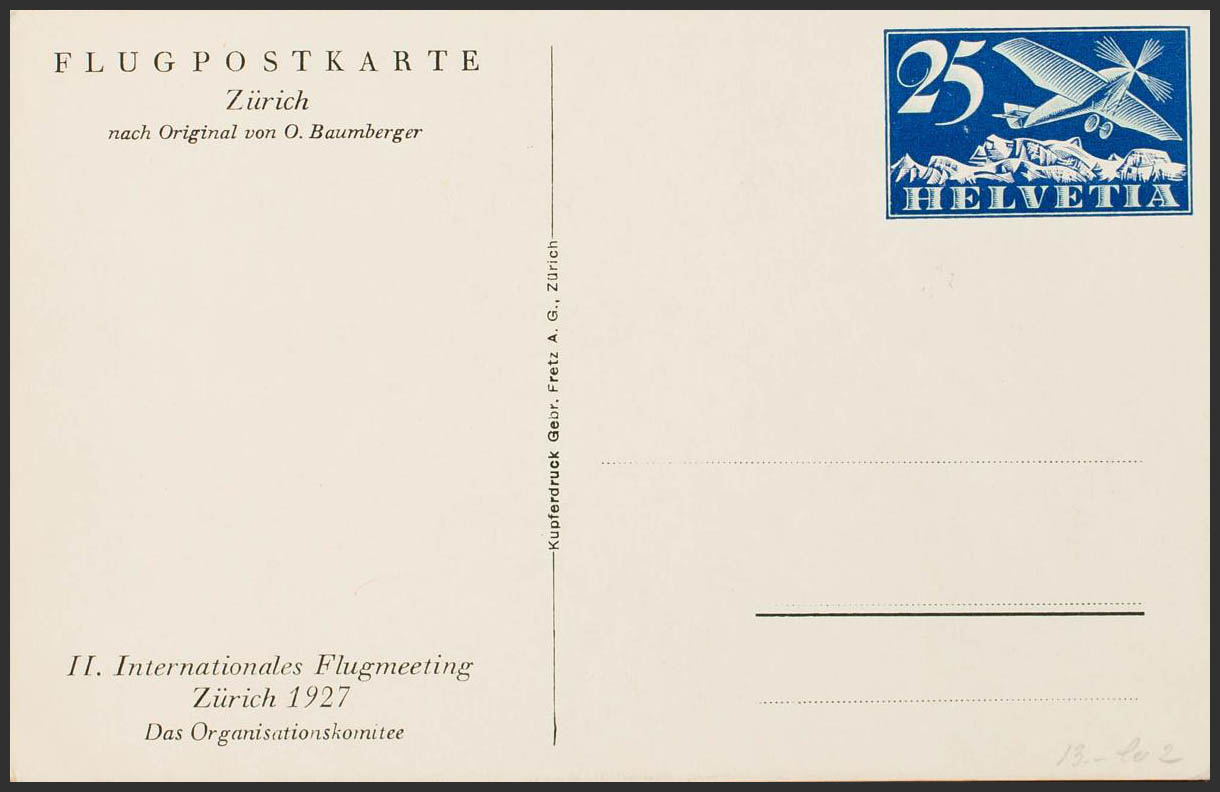 FLUGPOSTKARTE
Zürich
nach Original von O. Baumberger
II. Internationales Flugmeeting
Zürich 1927
Das Organisationskomitee
Kupferdruck Gebr. Fretz A. G., Zürich
25
HELVETIA
13.–